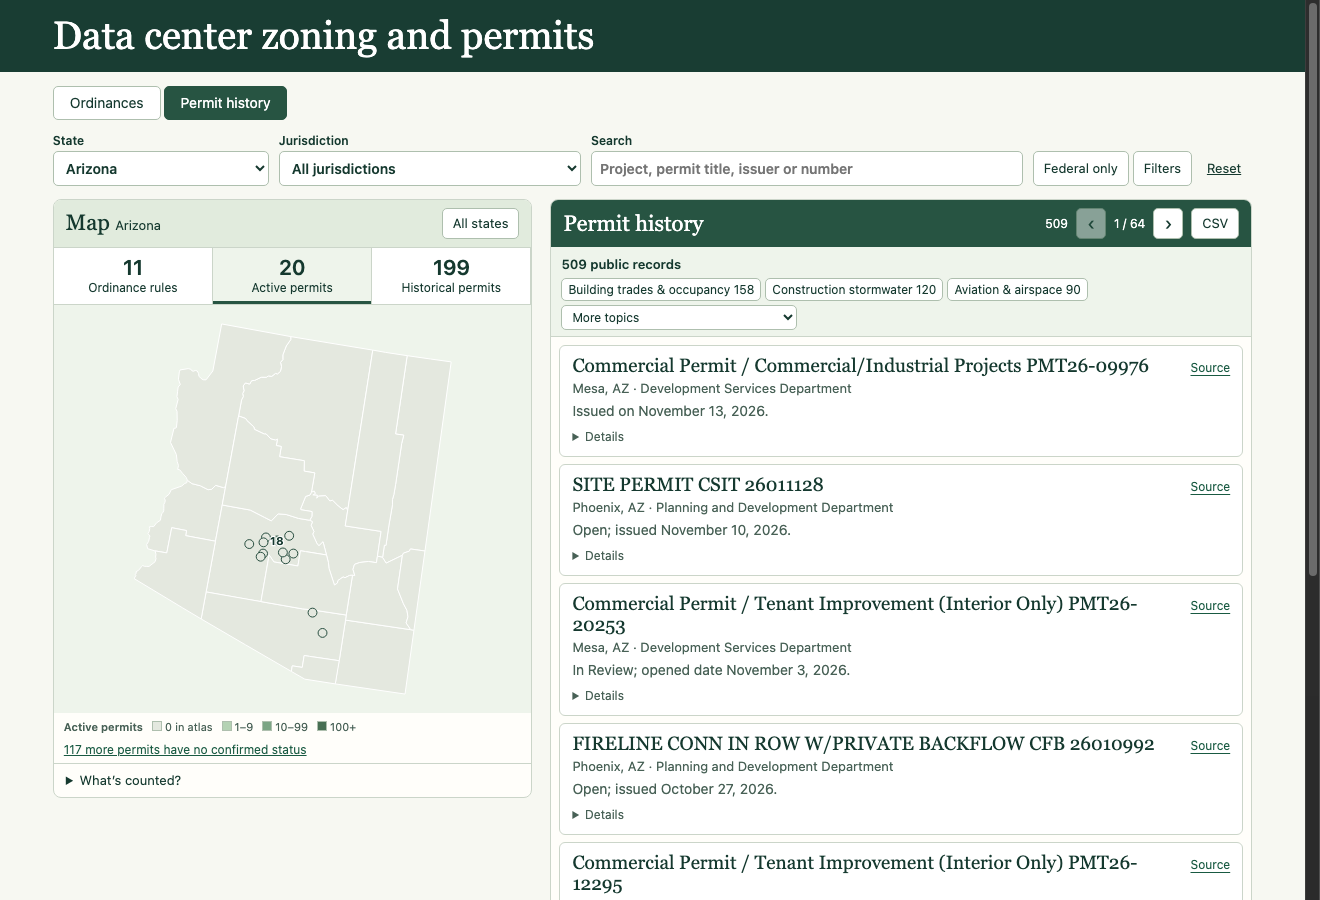 Data center zoning and permits
Ordinances
Permit history
State
Jurisdiction
Search
Arizona
All jurisdictions
Project, permit title, issuer or number
Federal only
Filters
Reset
Map Arizona
All states
11
Ordinance rules
20
Active permits
199
Historical permits
18
Active permits 0 in atlas 1–9 10–99 100+
117 more permits have no confirmed status
What's counted?
Permit history
509
1 / 64
CSV
509 public records
Building trades & occupancy 158
Construction stormwater 120
Aviation & airspace 90
More topics
Commercial Permit / Commercial/Industrial Projects PMT26-09976
Source
Mesa, AZ · Development Services Department
Issued on November 13, 2026.
Details
SITE PERMIT CSIT 26011128
Source
Phoenix, AZ · Planning and Development Department
Open; issued November 10, 2026.
Details
Commercial Permit / Tenant Improvement (Interior Only) PMT26-
20253
Source
Mesa, AZ · Development Services Department
In Review; opened date November 3, 2026.
Details
FIRELINE CONN IN ROW W/PRIVATE BACKFLOW CFB 26010992
Source
Phoenix, AZ · Planning and Development Department
Open; issued October 27, 2026.
Details
Commercial Permit / Tenant Improvement (Interior Only) PMT26-
12295
Source